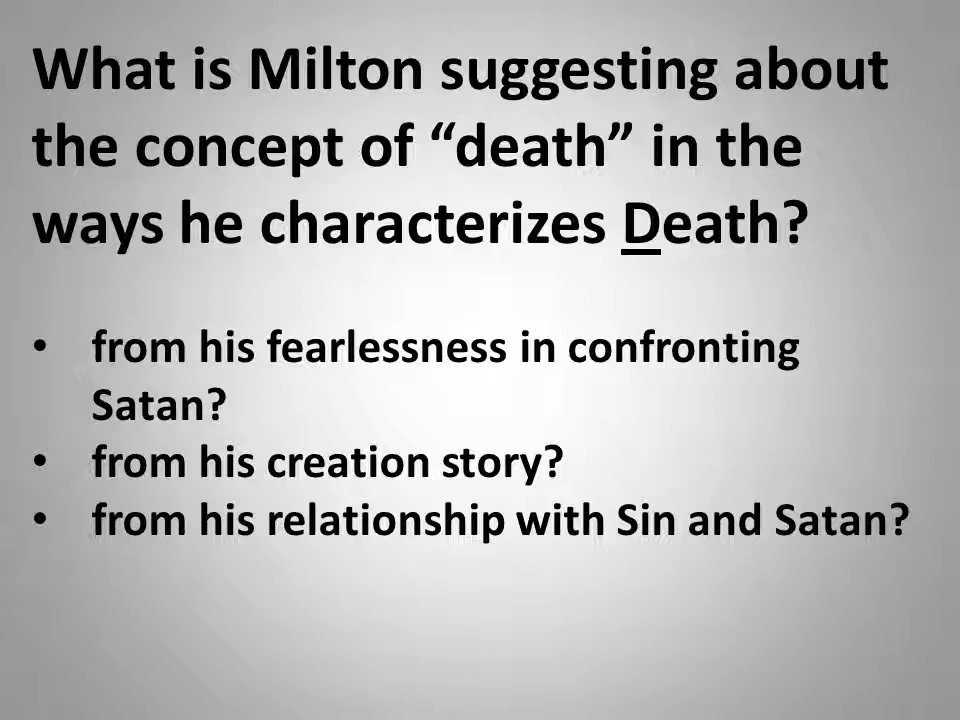 What is Milton suggesting about
the concept of “death” in the
ways he characterizes Death?
• from his fearlessness in confronting
Satan?
• from his creation story?
• from his relationship with Sin and Satan?